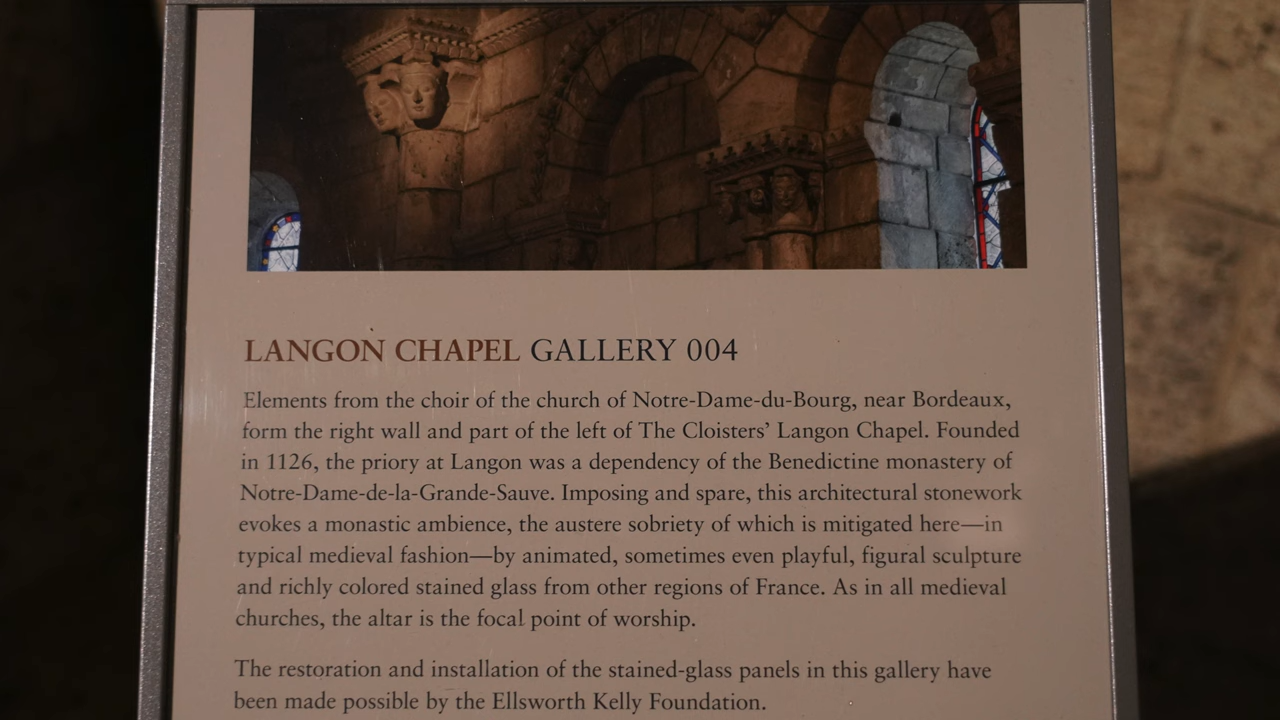 LANGON CHAPEL GALLERY 004
Elements from the choir of the church of Notre-Dame-du-Bourg, near Bordeaux,
form the right wall and part of the left of The Cloisters’ Langon Chapel. Founded
in 1126, the priory at Langon was a dependency of the Benedictine monastery of
Notre-Dame-de-la-Grande-Sauve. Imposing and spare, this architectural stonework
evokes a monastic ambience, the austere sobriety of which is mitigated here—in
typical medieval fashion—by animated, sometimes even playful, figural sculpture
and richly colored stained glass from other regions of France. As in all medieval
churches, the altar is the focal point of worship.
The restoration and installation of the stained-glass panels in this gallery have
been made possible by the Ellsworth Kelly Foundation.